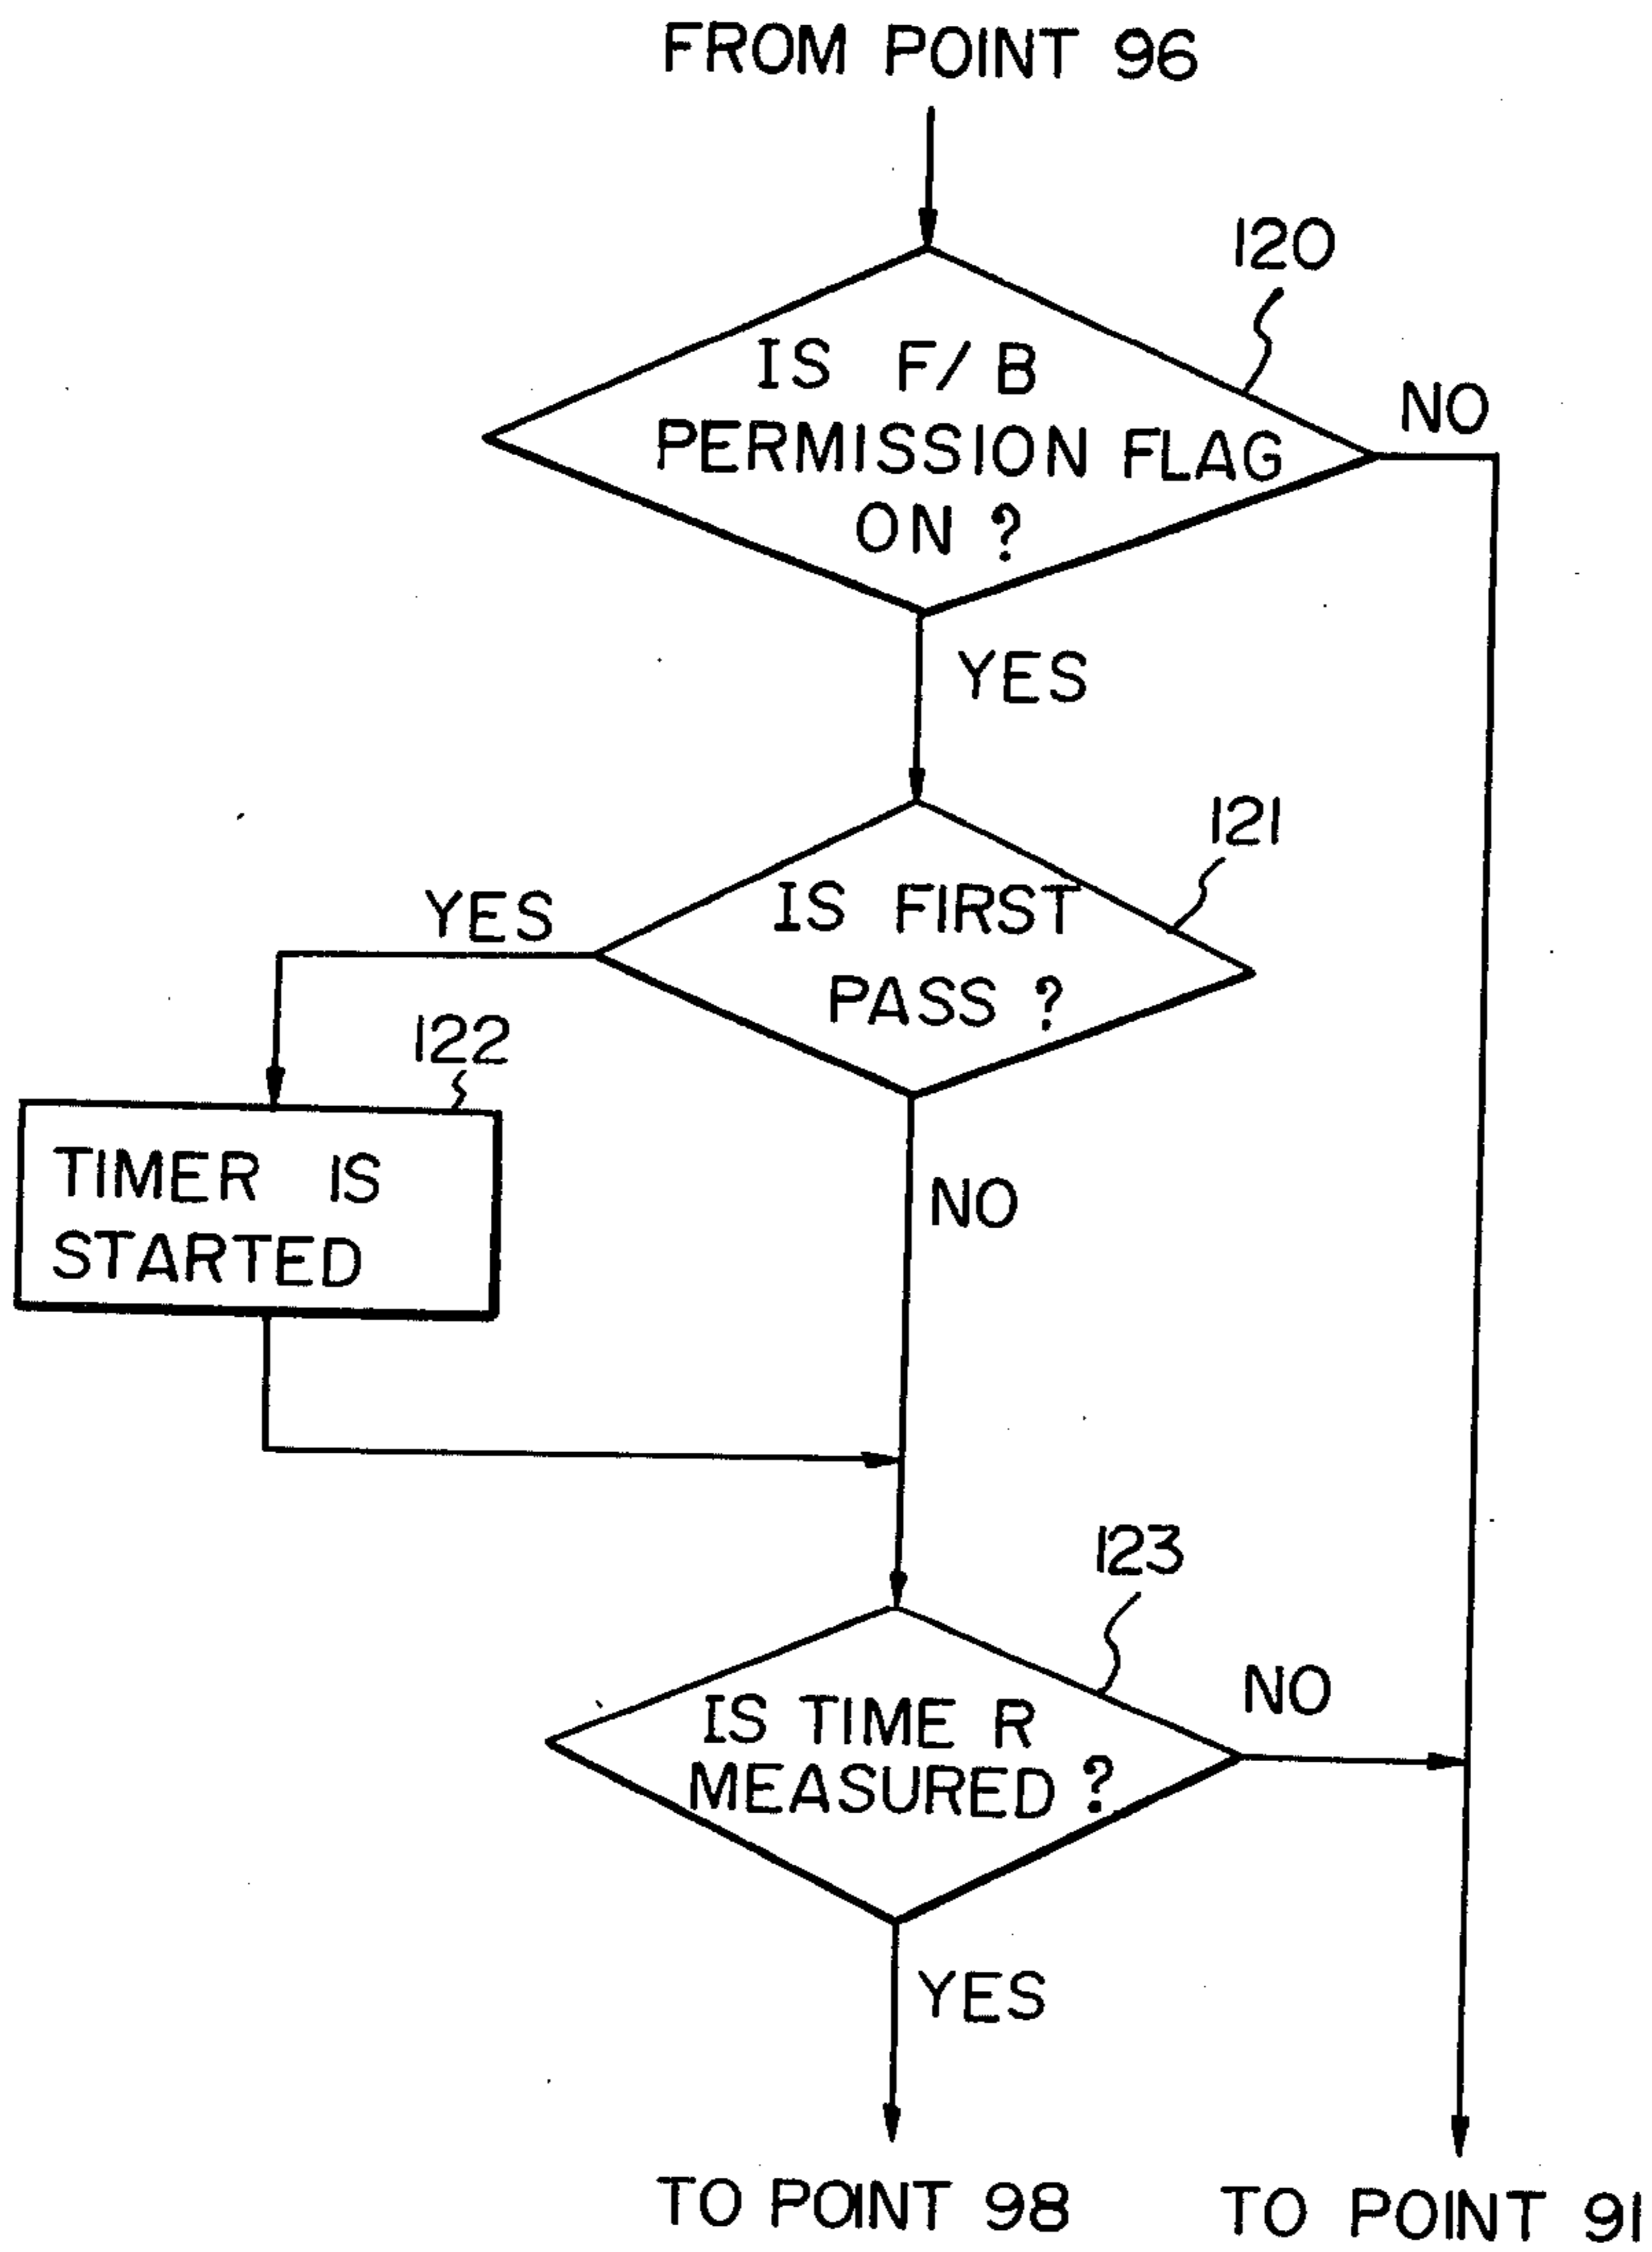 FROM POINT 96
120
IS F/B
PERMISSION FLAG
ON ?
NO
YES
121
IS FIRST
PASS ?
YES
122
TIMER IS
STARTED
NO
123
IS TIME R
MEASURED ?
NO
YES
TO POINT 98
TO POINT 91